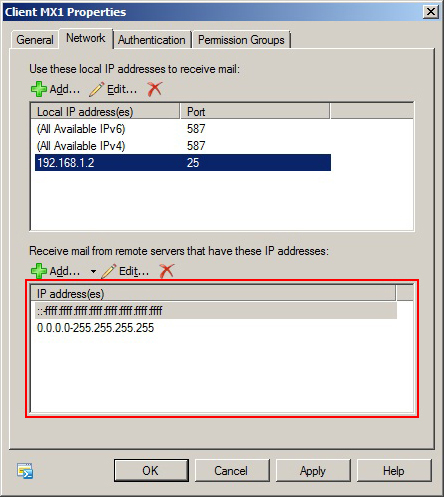 Client MX1 Properties
General Network Authentication Permission Groups
Use these local IP addresses to receive mail:
Add... Edit...
Local IP address(es) Port
(All Available IPv6) 587
(All Available IPv4) 587
192.168.1.2 25
Receive mail from remote servers that have these IP addresses:
Add... Edit...
IP address(es)
::-ffff:ffff:ffff:ffff:ffff:ffff:ffff:ffff
0.0.0.0-255.255.255.255
OK Cancel Apply Help